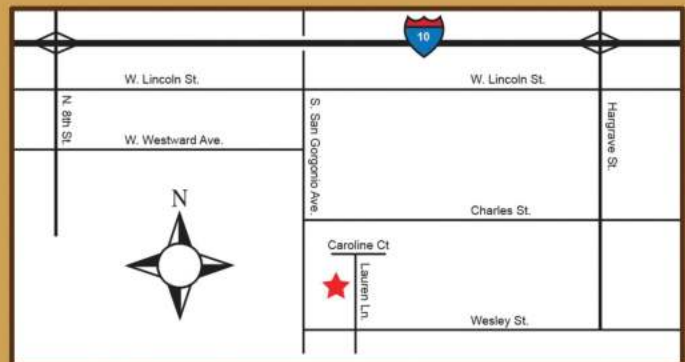 10
W. Lincoln St.
W. Lincoln St.
N. 8th St.
S. San Gorgonio Ave.
Hargrave St.
W. Westward Ave.
N
Charles St.
Caroline Ct
Lauren Ln.
Wesley St.